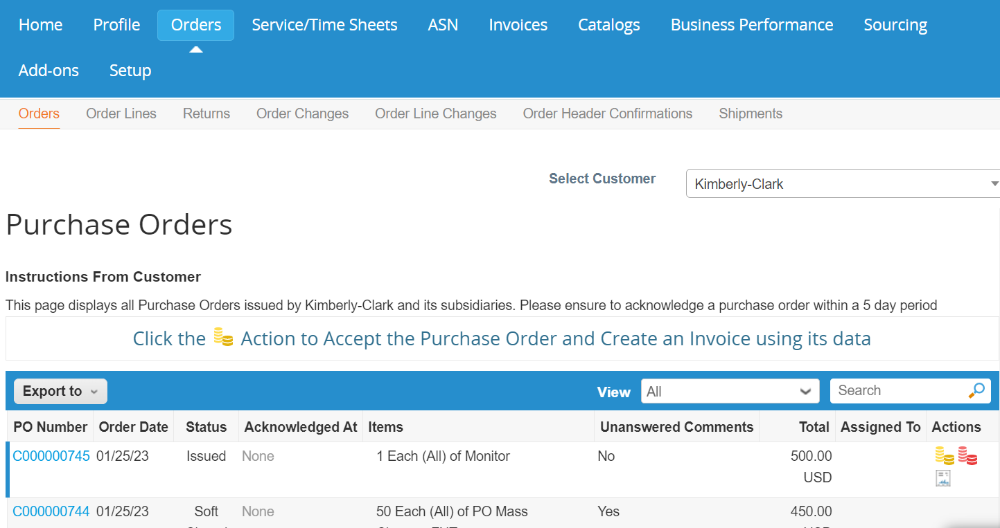 Home Profile Orders Service/Time Sheets ASN Invoices Catalogs Business Performance Sourcing
Add-ons Setup
Orders Order Lines Returns Order Changes Order Line Changes Order Header Confirmations Shipments
Select Customer Kimberly-Clark
Purchase Orders
Instructions From Customer
This page displays all Purchase Orders issued by Kimberly-Clark and its subsidiaries. Please ensure to acknowledge a purchase order within a 5 day period
Click the Action to Accept the Purchase Order and Create an Invoice using its data
Export to View All Search
PO Number Order Date Status Acknowledged At Items Unanswered Comments Total Assigned To Actions
C000000745 01/25/23 Issued None 1 Each (All) of Monitor No 500.00
USD
C000000744 01/25/23 Soft None 50 Each (All) of PO Mass Yes 450.00